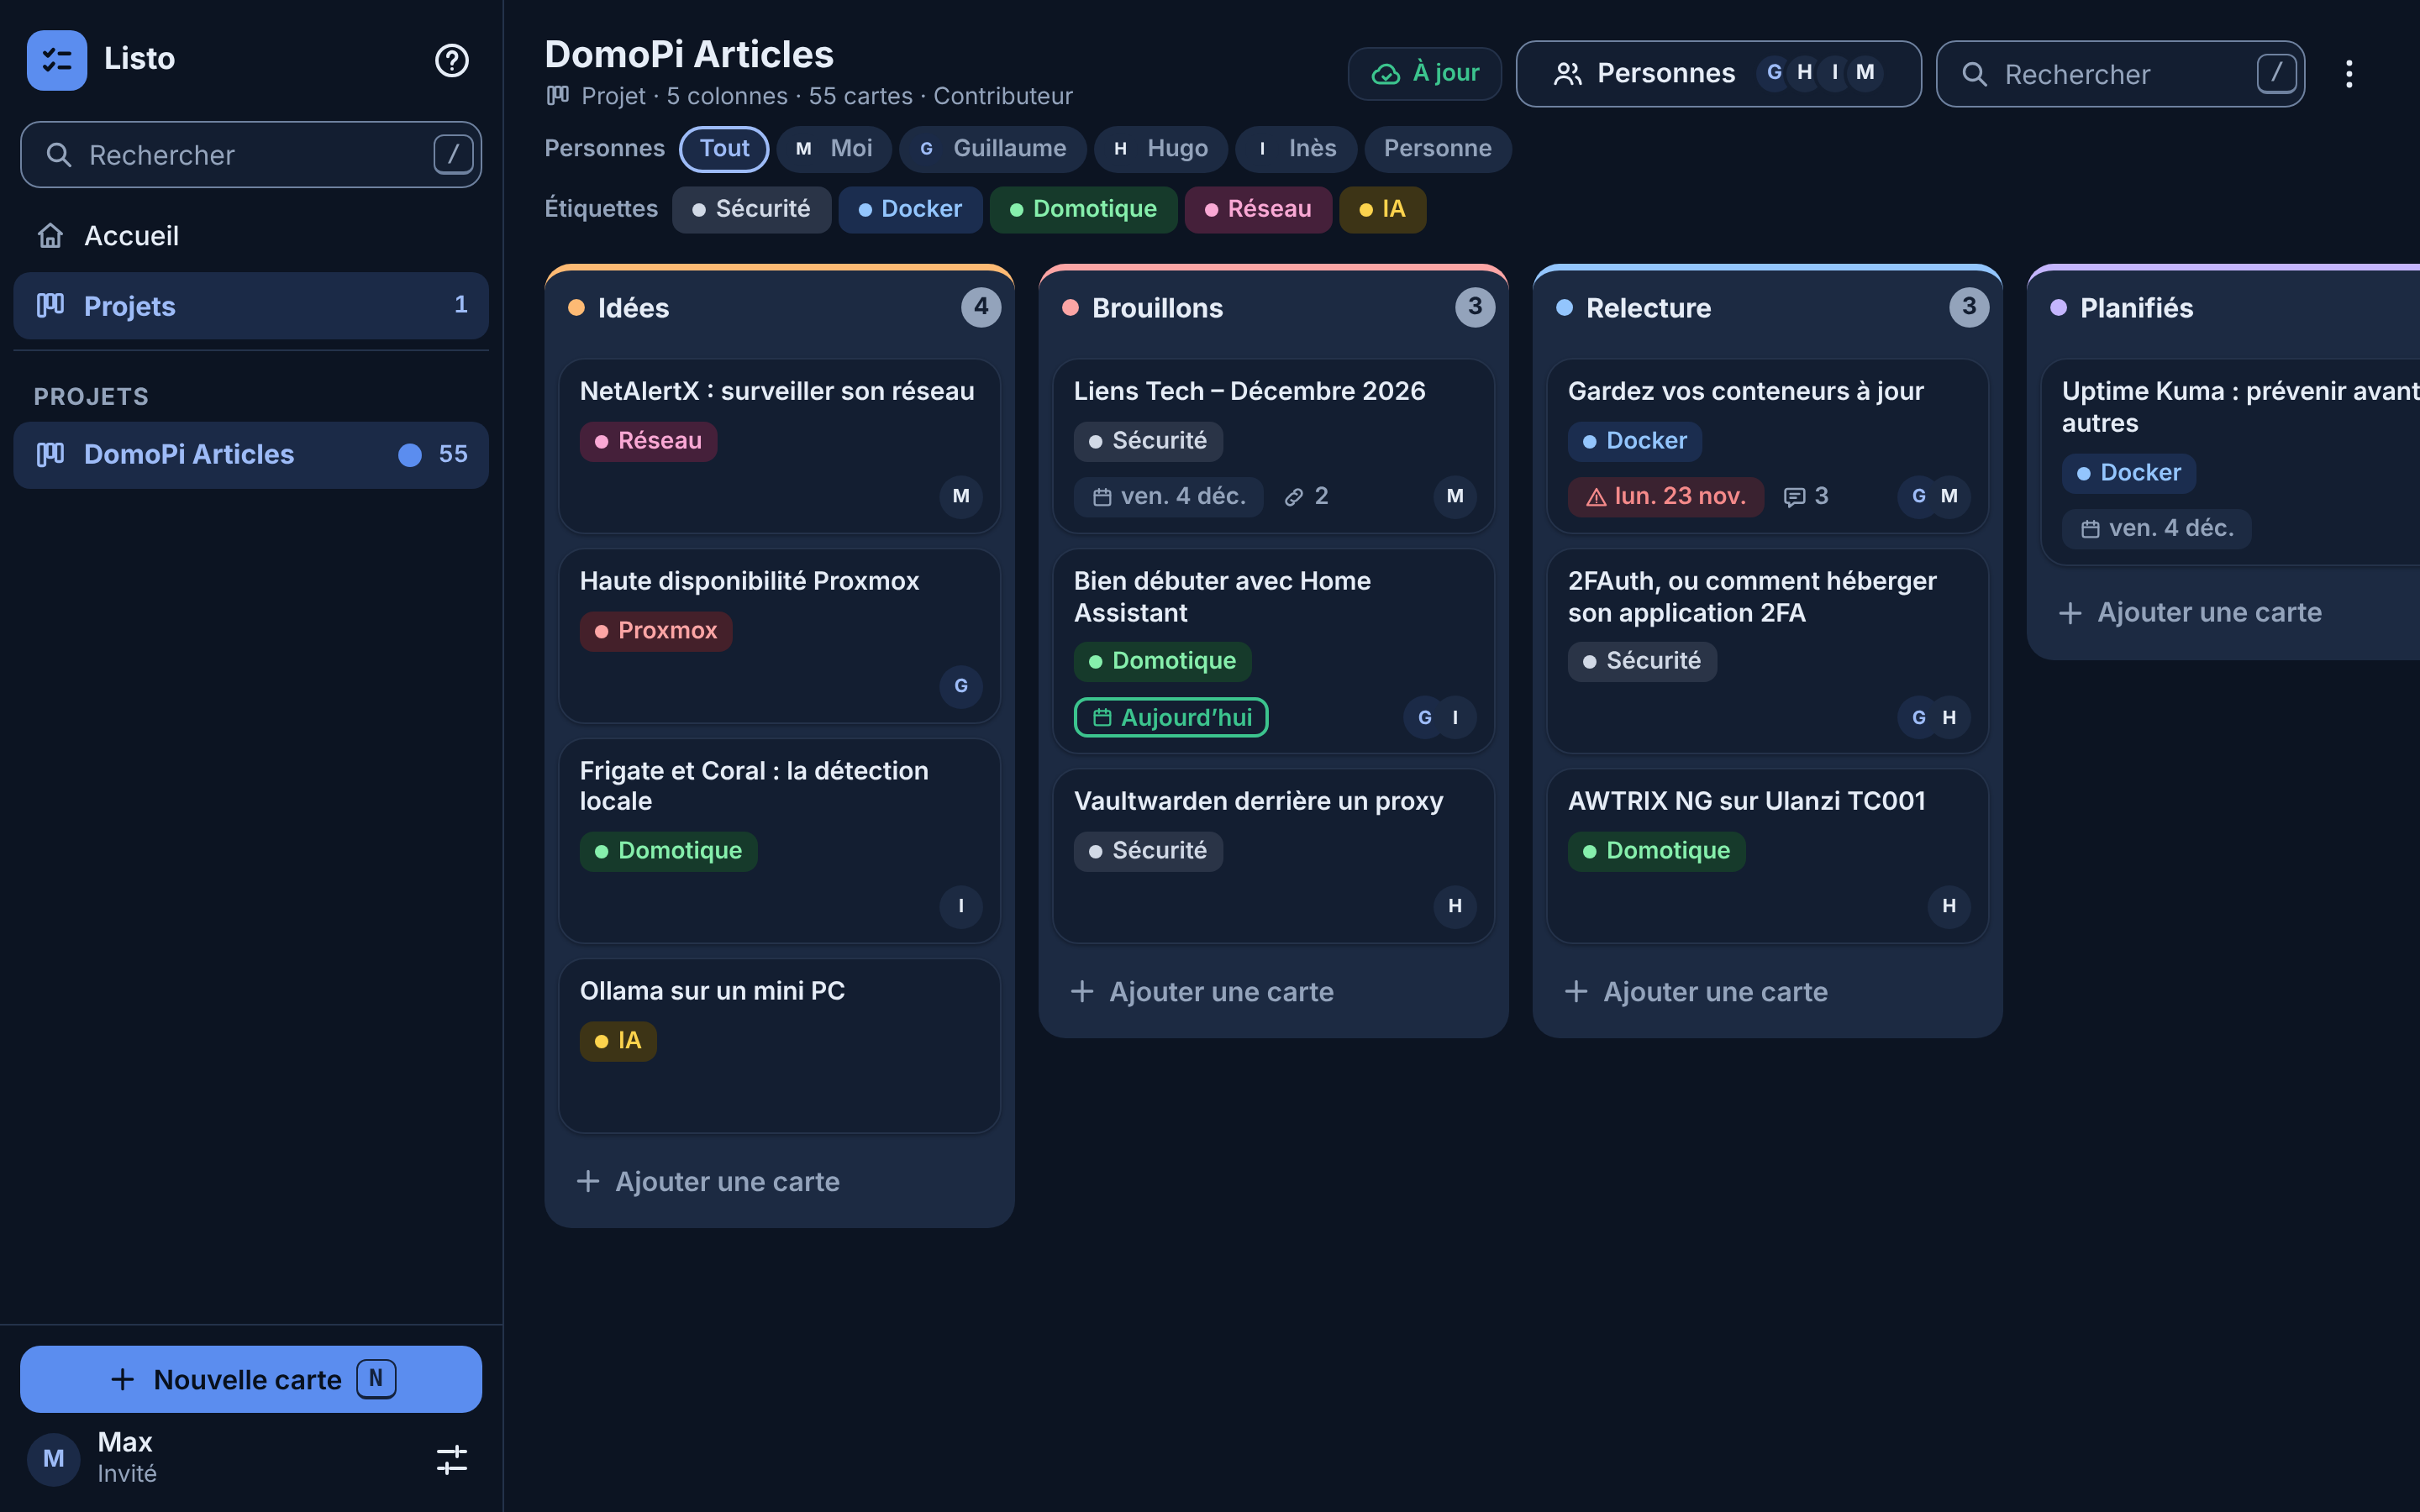 Listo
Rechercher /
Accueil
Projets 1
PROJETS
DomoPi Articles 55
Nouvelle carte N
M Max
Invité
DomoPi Articles
Projet · 5 colonnes · 55 cartes · Contributeur
À jour
Personnes G H I M
Rechercher /
Personnes Tout M Moi G Guillaume H Hugo I Inès Personne
Étiquettes Sécurité Docker Domotique Réseau IA
Idées 4
NetAlertX : surveiller son réseau
Réseau
M
Haute disponibilité Proxmox
Proxmox
G
Frigate et Coral : la détection
locale
Domotique
I
Ollama sur un mini PC
IA
Ajouter une carte
Brouillons 3
Liens Tech – Décembre 2026
Sécurité
ven. 4 déc. 2 M
Bien débuter avec Home
Assistant
Domotique
Aujourd’hui G I
Vaultwarden derrière un proxy
Sécurité
H
Ajouter une carte
Relecture 3
Gardez vos conteneurs à jour
Docker
lun. 23 nov. 3 G M
2FAuth, ou comment héberger
son application 2FA
Sécurité
G H
AWTRIX NG sur Ulanzi TC001
Domotique
H
Ajouter une carte
Planifiés
Uptime Kuma : prévenir avant
autres
Docker
ven. 4 déc.
Ajouter une carte